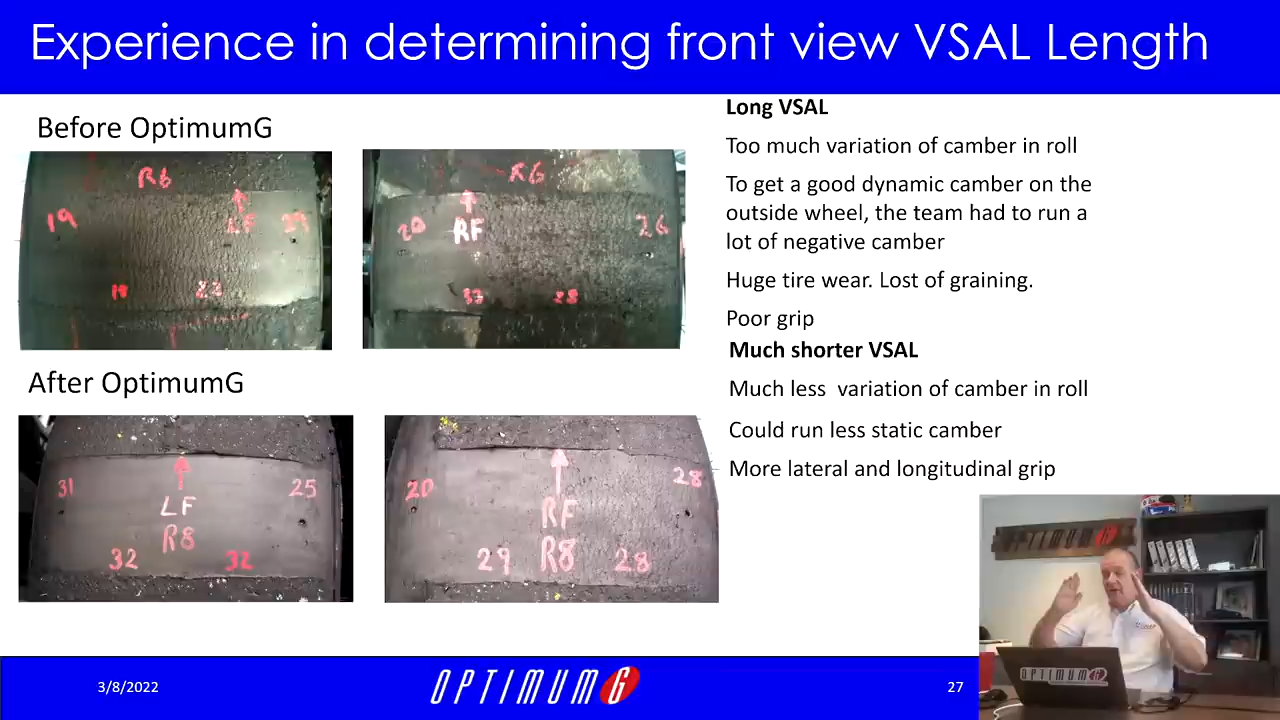 Experience in determining front view VSAL Length
Before OptimumG
R6
19
LF
18
22
R6
20
RF
26
33
28
After OptimumG
31
25
LF
R8
32
32
20
28
RF
R8
29
28
Long VSAL
Too much variation of camber in roll
To get a good dynamic camber on the
outside wheel, the team had to run a
lot of negative camber
Huge tire wear. Lost of graining.
Poor grip
Much shorter VSAL
Much less variation of camber in roll
Could run less static camber
More lateral and longitudinal grip
OPTIMUMG
OPTIMUMG
3/8/2022
OPTIMUMG
27